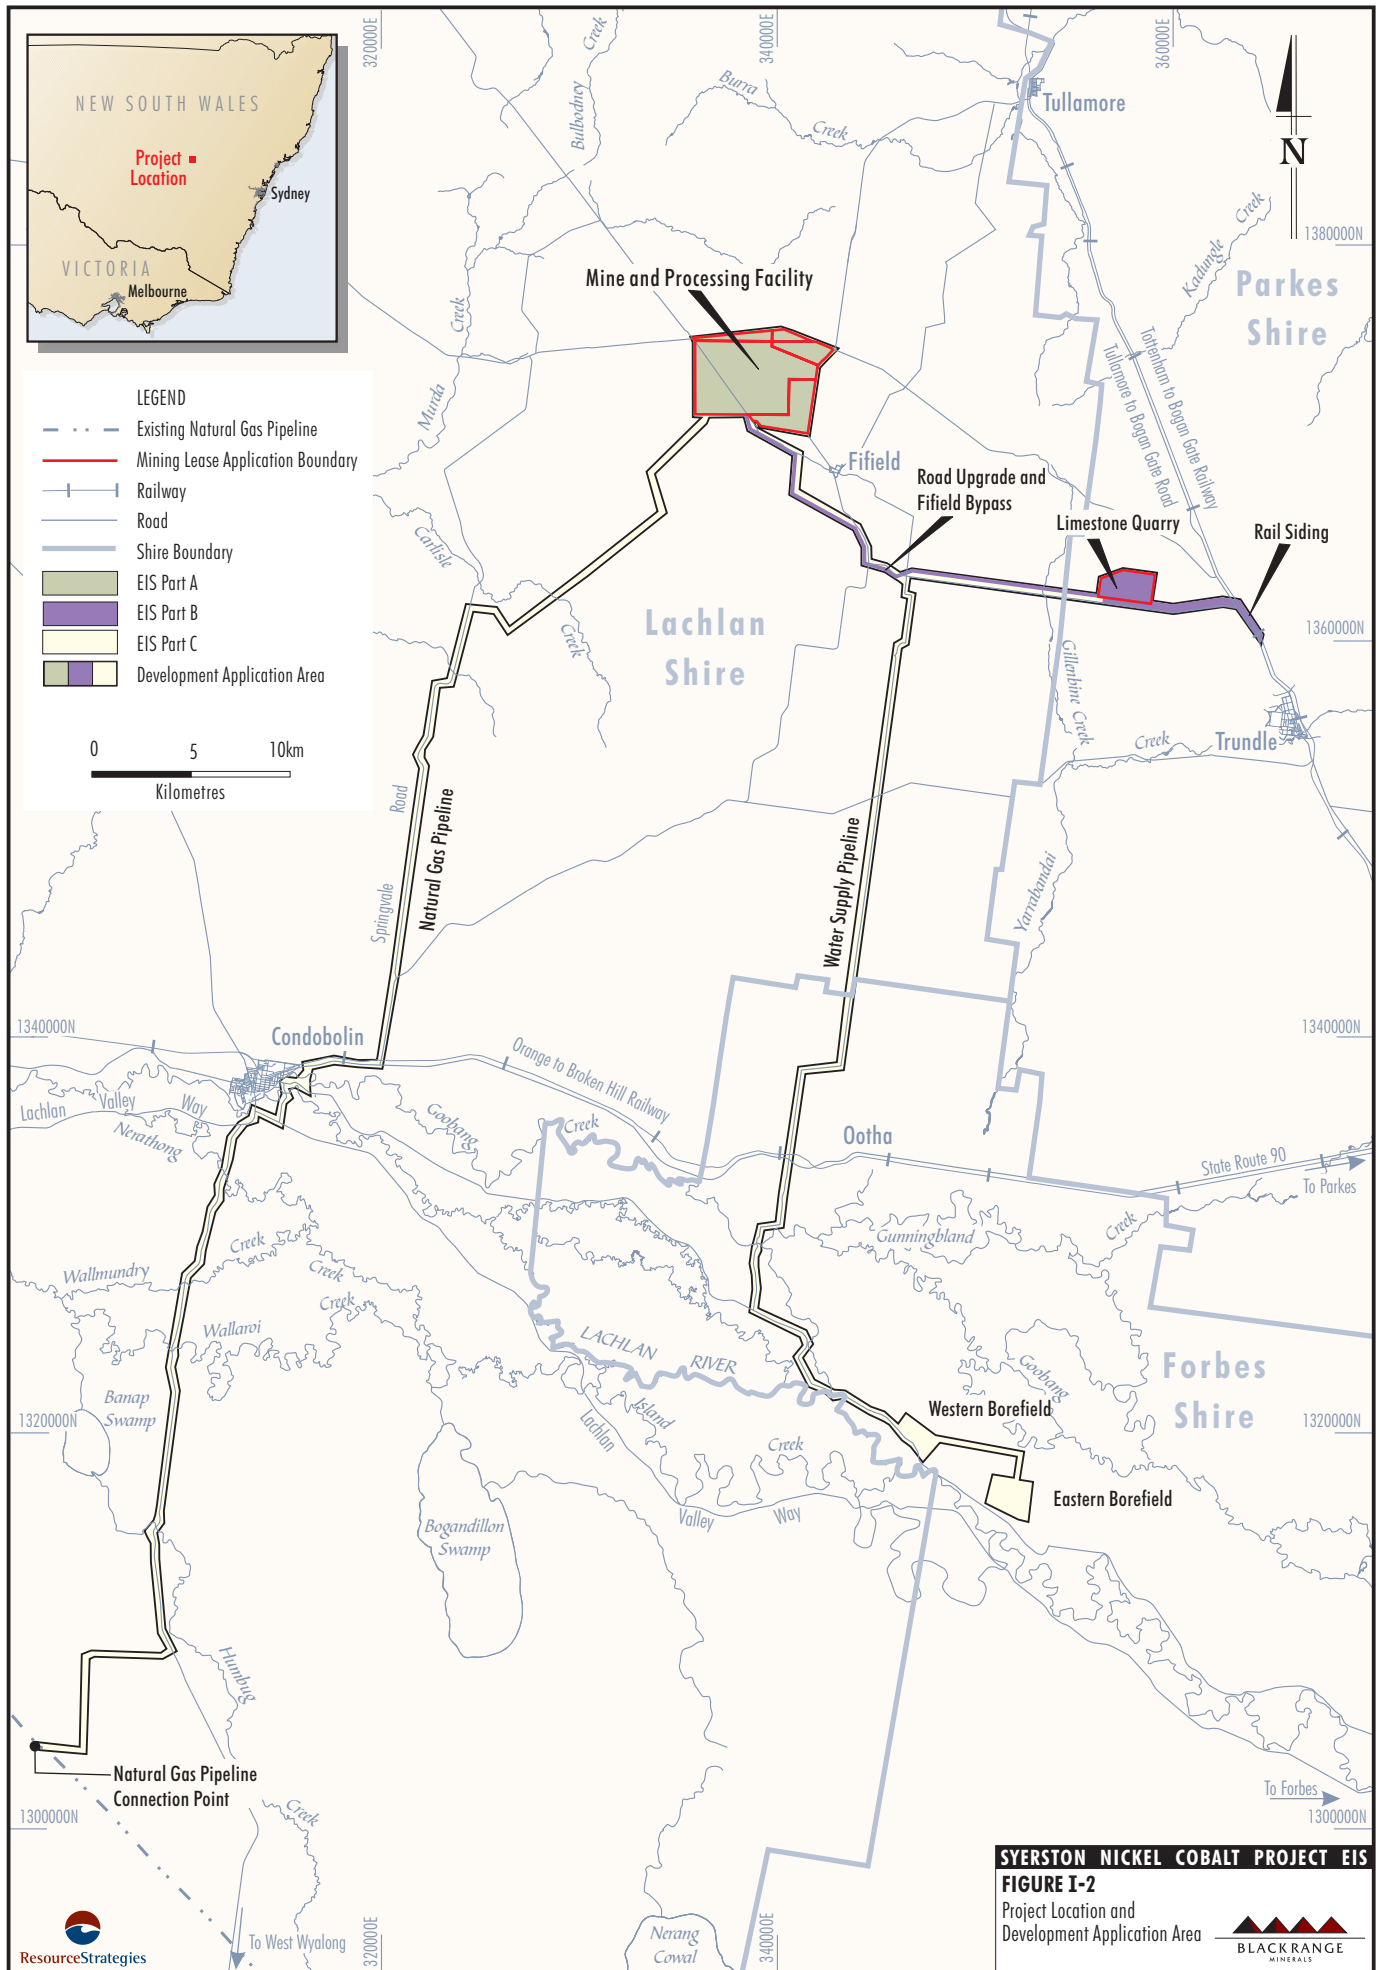 320000E
340000E
360000E
NEW SOUTH WALES
Project
Location
Sydney
VICTORIA
Melbourne
Bulbodney
Creek
Burra
Creek
Tullamore
N
Kadungle
Creek
1380000N
Parkes
Shire
Mine and Processing Facility
Murda
Creek
Tottenham to Bogan Gate Railway
Tullamore to Bogan Gate Road
LEGEND
Existing Natural Gas Pipeline
Mining Lease Application Boundary
Railway
Road
Shire Boundary
EIS Part A
EIS Part B
EIS Part C
Development Application Area
0 5 10km
Kilometres
Fifield
Road Upgrade and
Fifield Bypass
Limestone Quarry
Rail Siding
Carlisle
Creek
Lachlan
Shire
1360000N
Gillenbine Creek
Creek
Trundle
Springvale
Road
Natural Gas Pipeline
Water Supply Pipeline
Yarrabandai
1340000N
1340000N
Condobolin
Orange to Broken Hill Railway
Lachlan
Valley
Way
Nerathong
Goobang
Creek
Ootha
State Route 90
To Parkes
Creek
Gunningbland
Wallmundry
Creek
Creek
Creek
Wallaroi
LACHLAN
RIVER
Goobang
Forbes
Shire
Banap
Swamp
1320000N
1320000N
Island
Creek
Lachlan
Valley
Way
Western Borefield
Eastern Borefield
Bogandillon
Swamp
Humbug
Creek
Natural Gas Pipeline
Connection Point
1300000N
To Forbes
1300000N
To West Wyalong
320000E
340000E
Nerang
Cowal
ResourceStrategies
SYERSTON NICKEL COBALT PROJECT EIS
FIGURE I-2
Project Location and
Development Application Area
BLACK RANGE
MINERALS